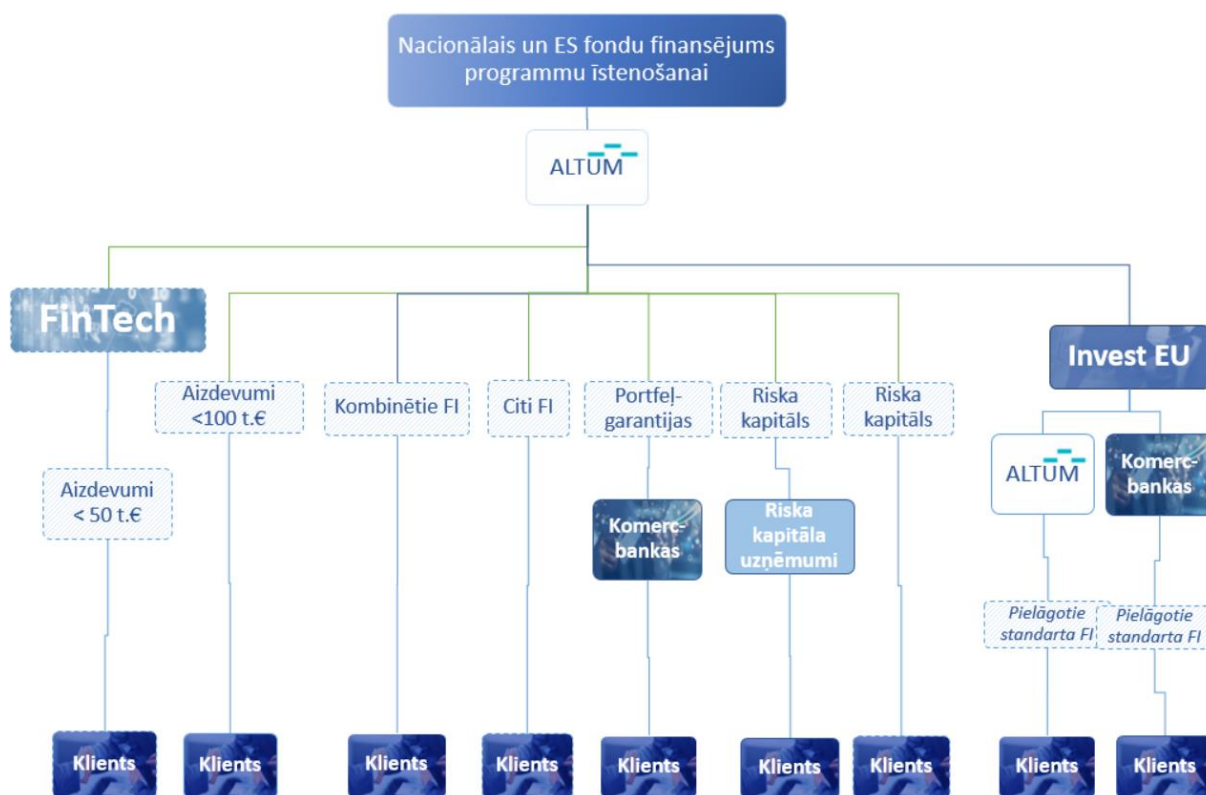 Nacionālais un ES fondu finansējums
programmu īstenošanai
ALTUM
FinTech
Invest EU
Aizdevumi
<100 t.€
Kombinētie FI
Citi FI
Portfeļ-
garantijas
Riska
kapitāls
Riska
kapitāls
ALTUM
Komerc-
bankas
Aizdevumi
< 50 t.€
Komerc-
bankas
Riska
kapitāla
uzņēmumi
Pielāgotie
standarta FI
Pielāgotie
standarta FI
Klients
Klients
Klients
Klients
Klients
Klients
Klients
Klients
Klients